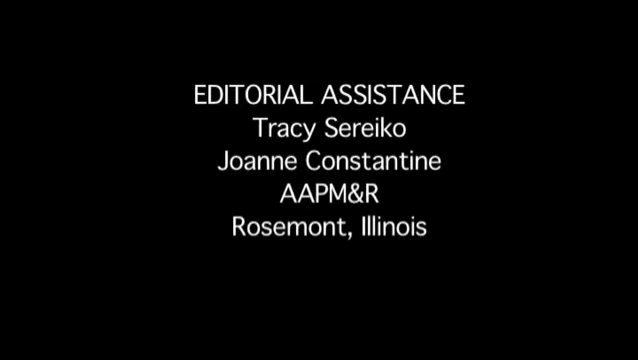 EDITORIAL ASSISTANCE
Tracy Sereiko
Joanne Constantine
AAPM&R
Rosemont, Illinois